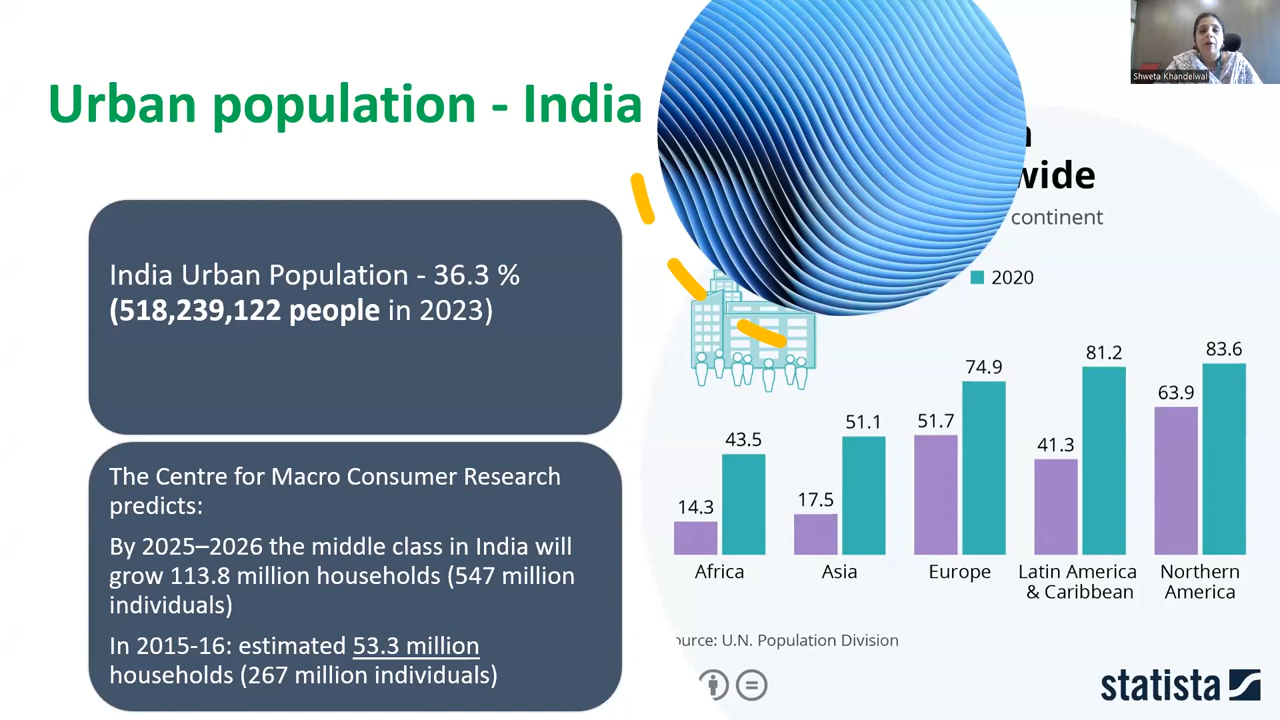 Urban population - India
India Urban Population - 36.3 %
(518,239,122 people in 2023)
The Centre for Macro Consumer Research
predicts:
By 2025–2026 the middle class in India will
grow 113.8 million households (547 million
individuals)
In 2015-16: estimated 53.3 million
households (267 million individuals)
continent
2020
14.3
43.5
17.5
51.1
51.7
74.9
41.3
81.2
63.9
83.6
Africa
Asia
Europe
Latin America
& Caribbean
Northern
America
U.N. Population Division
statista
Shweta Khandelwal